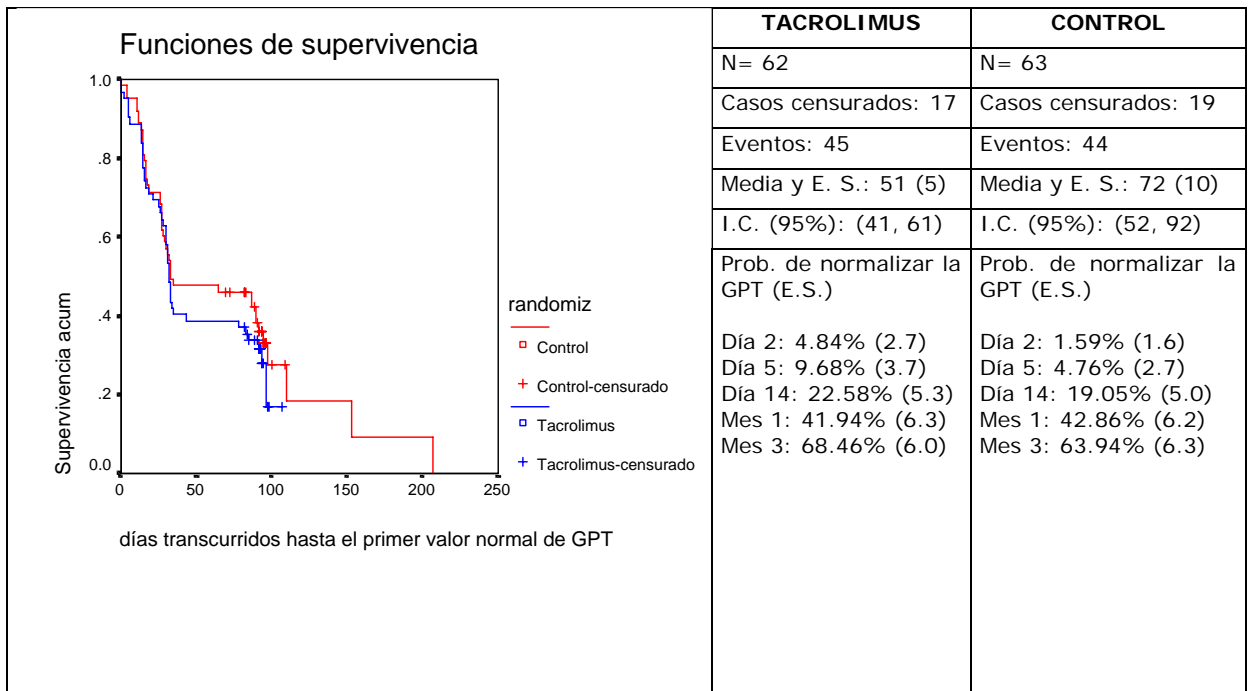 Funciones de supervivencia
1.0
.8
.6
.4
.2
0.0
Supervivencia acum
0
50
100
150
200
250
días transcurridos hasta el primer valor normal de GPT
randomiz
Control
Control-censurado
Tacrolimus
Tacrolimus-censurado
TACROLIMUS
N= 62
Casos censurados: 17
Eventos: 45
Media y E. S.: 51 (5)
I.C. (95%): (41, 61)
Prob. de normalizar la
GPT (E.S.)
Día 2: 4.84% (2.7)
Día 5: 9.68% (3.7)
Día 14: 22.58% (5.3)
Mes 1: 41.94% (6.3)
Mes 3: 68.46% (6.0)
CONTROL
N= 63
Casos censurados: 19
Eventos: 44
Media y E. S.: 72 (10)
I.C. (95%): (52, 92)
Prob. de normalizar la
GPT (E.S.)
Día 2: 1.59% (1.6)
Día 5: 4.76% (2.7)
Día 14: 19.05% (5.0)
Mes 1: 42.86% (6.2)
Mes 3: 63.94% (6.3)